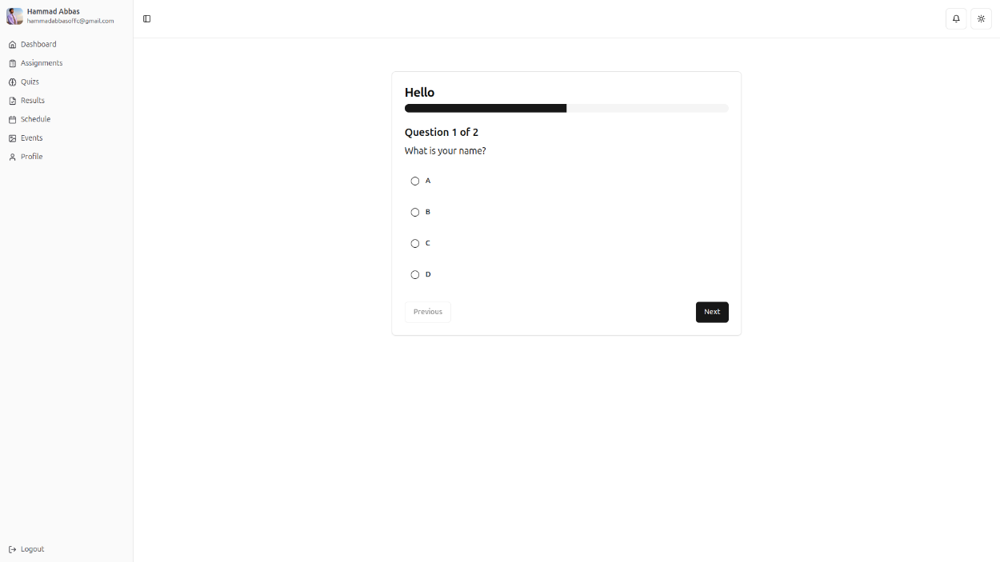 Hammad Abbas
hammadabbasoffc@gmail.com
Dashboard
Assignments
Quizs
Results
Schedule
Events
Profile
Logout
Hello
Question 1 of 2
What is your name?
A
B
C
D
Previous
Next